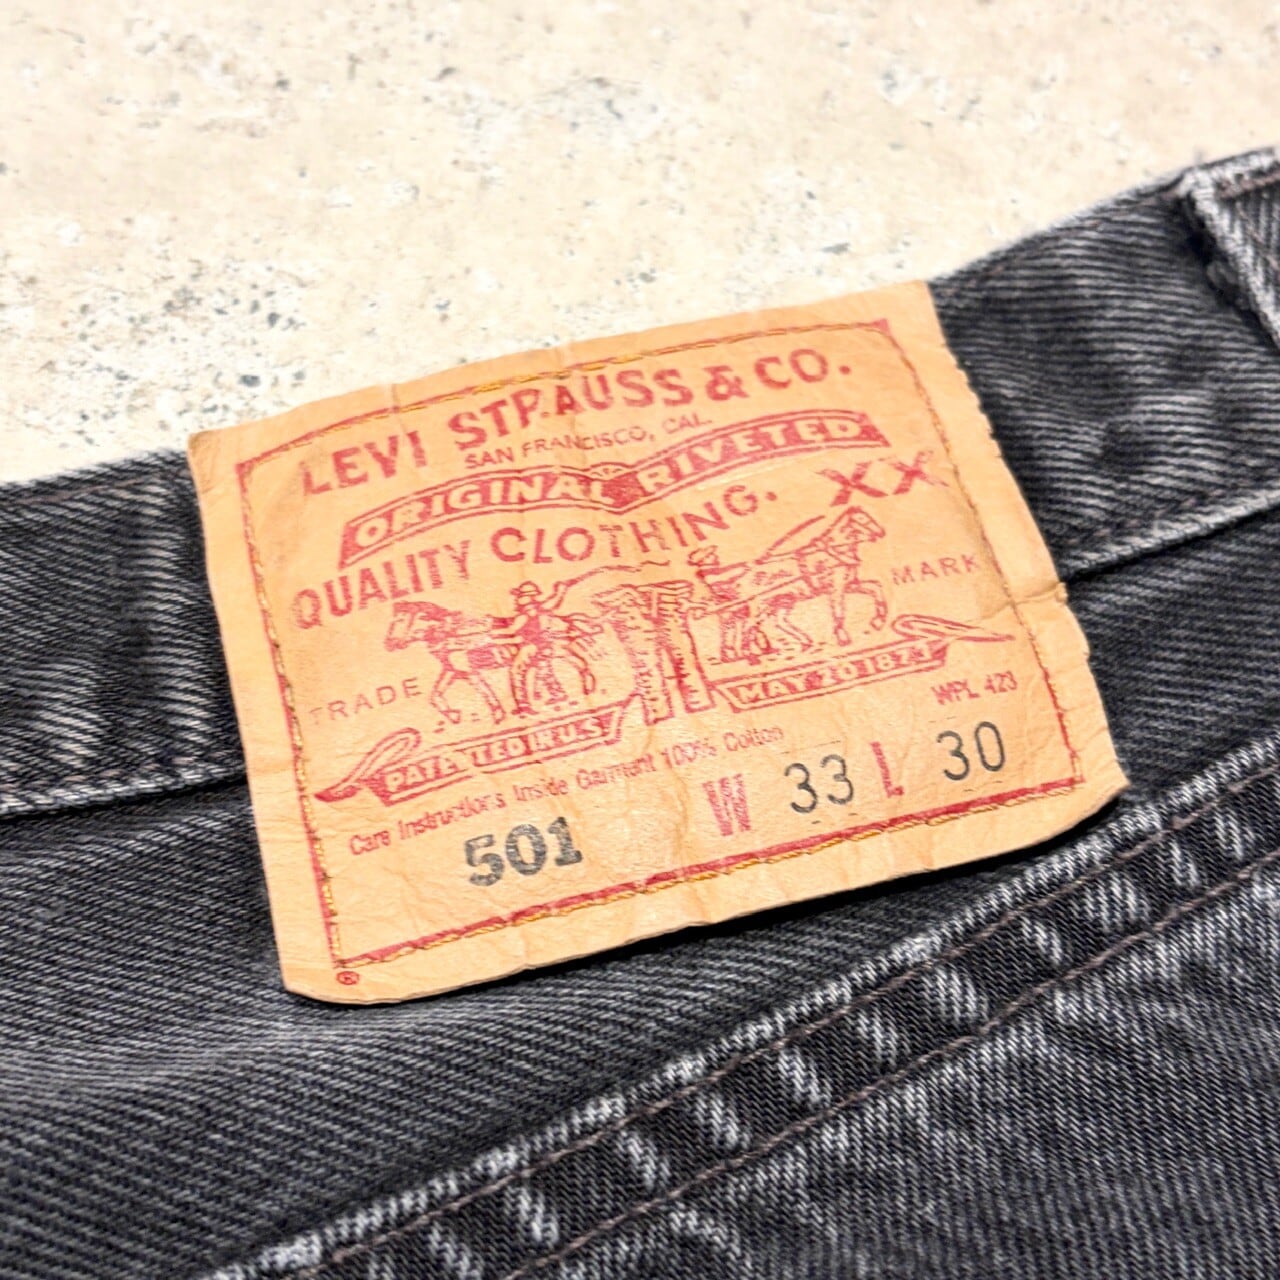 LEVI STRAUSS & CO.
SAN FRANCISCO, CAL.
ORIGINAL RIVETED
QUALITY CLOTHING. XX
TRADE MARK
PATENTED IN U.S. MAY 20 1873
WPL 423
Care Instructions Inside Garment 100% Cotton
501 W 33 L 30
®